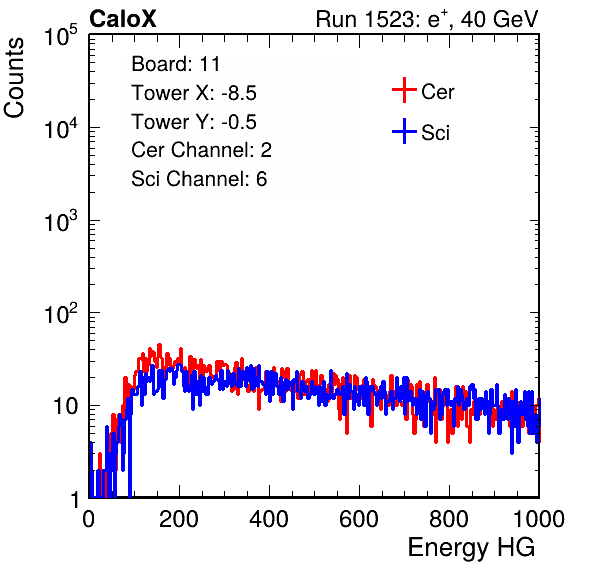 CaloX Run 1523: e⁺, 40 GeV
Counts
10⁵
10⁴
10³
10²
10
1
Board: 11
Tower X: -8.5
Tower Y: -0.5
Cer Channel: 2
Sci Channel: 6
Cer
Sci
0 200 400 600 800 1000
Energy HG